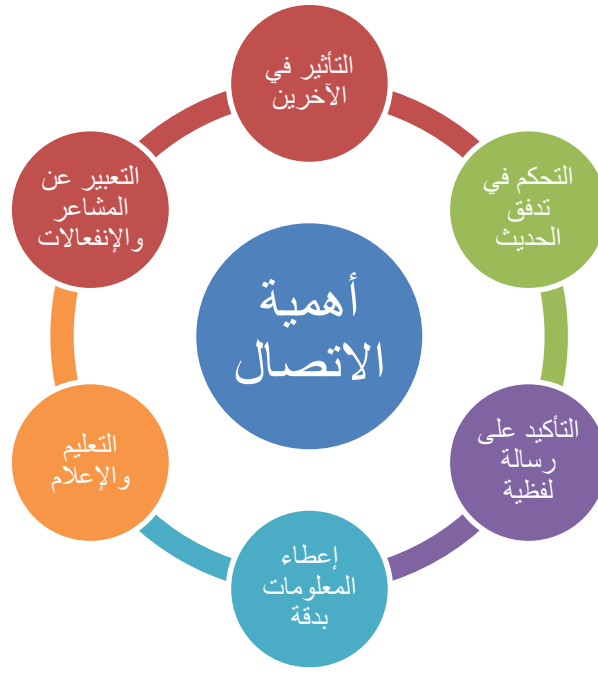 أهمية
الاتصال
التأثير في
الآخرين
التحكم في
تدفق
الحديث
التأكيد على
رسالة
لفظية
إعطاء
المعلومات
بدقة
التعليم
والإعلام
التعبير عن
المشاعر
والإنفعالات